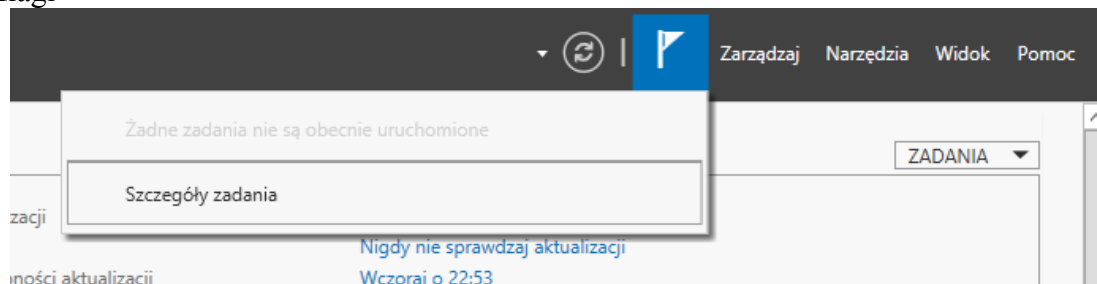 Zarządzaj Narzędzia Widok Pomoc
Żadne zadania nie są obecnie uruchomione
ZADANIA
Szczegóły zadania
zacji
Nigdy nie sprawdzaj aktualizacji
ności aktualizacji
Wczoraj o 22:53